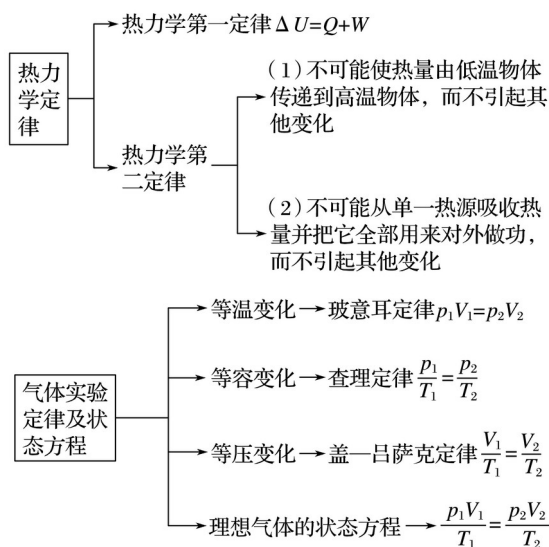 热力学第一定律ΔU=Q+W
热力
学定
律
(1)不可能使热量由低温物体
传递到高温物体，而不引起其
他变化
热力学第
二定律
(2)不可能从单一热源吸收热
量并把它全部用来对外做功，
而不引起其他变化
等温变化→玻意耳定律p₁V₁=p₂V₂
等容变化→查理定律p₁/T₁=p₂/T₂
气体实验
定律及状
态方程
等压变化→盖—吕萨克定律V₁/T₁=V₂/T₂
理想气体的状态方程→p₁V₁/T₁=p₂V₂/T₂